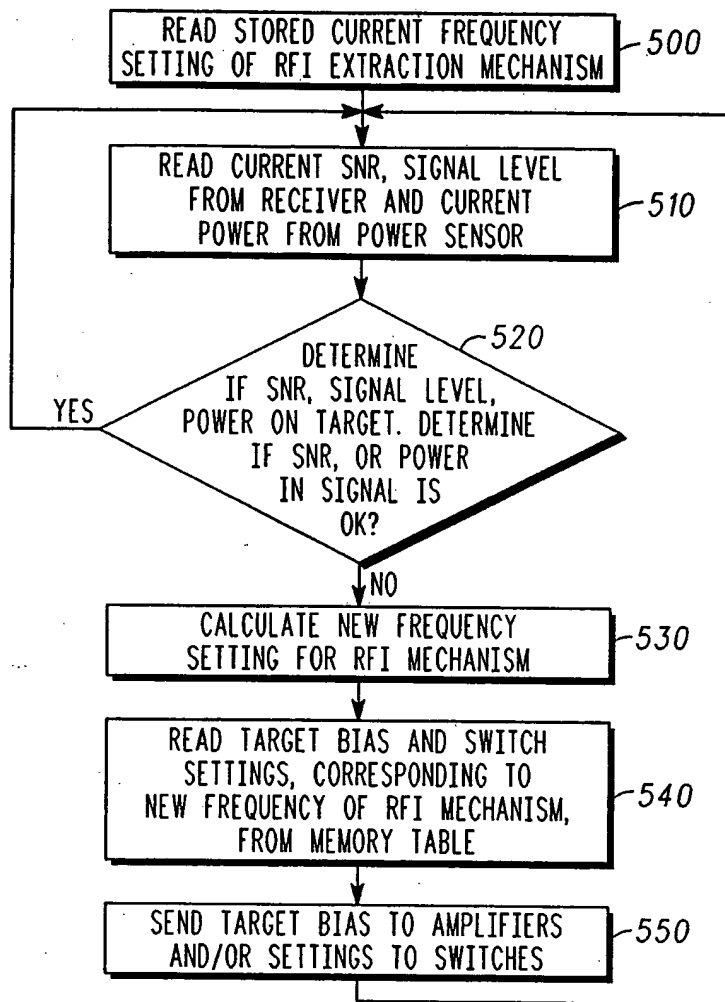 READ STORED CURRENT FREQUENCY
SETTING OF RFI EXTRACTION MECHANISM
500
READ CURRENT SNR, SIGNAL LEVEL
FROM RECEIVER AND CURRENT
POWER FROM POWER SENSOR
510
520
DETERMINE
IF SNR, SIGNAL LEVEL,
POWER ON TARGET. DETERMINE
IF SNR, OR POWER
IN SIGNAL IS
OK?
YES
NO
CALCULATE NEW FREQUENCY
SETTING FOR RFI MECHANISM
530
READ TARGET BIAS AND SWITCH
SETTINGS, CORRESPONDING TO
NEW FREQUENCY OF RFI MECHANISM,
FROM MEMORY TABLE
540
SEND TARGET BIAS TO AMPLIFIERS
AND/OR SETTINGS TO SWITCHES
550